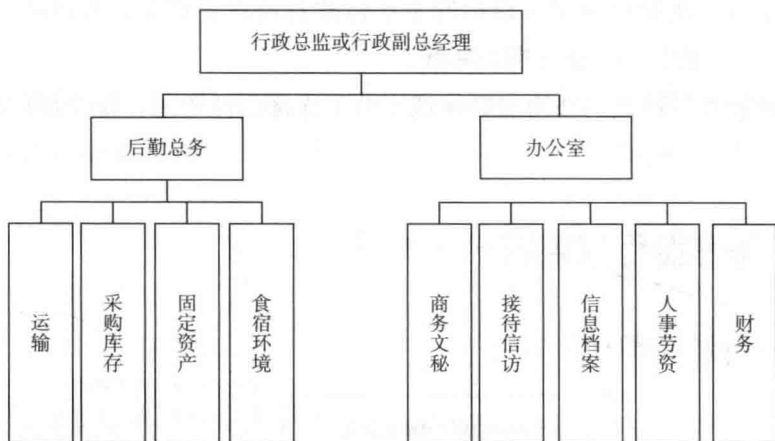 行政总监或行政副总经理
后勤总务
办公室
运输
采购库存
固定资产
食宿环境
商务文秘
接待信访
信息档案
人事劳资
财务